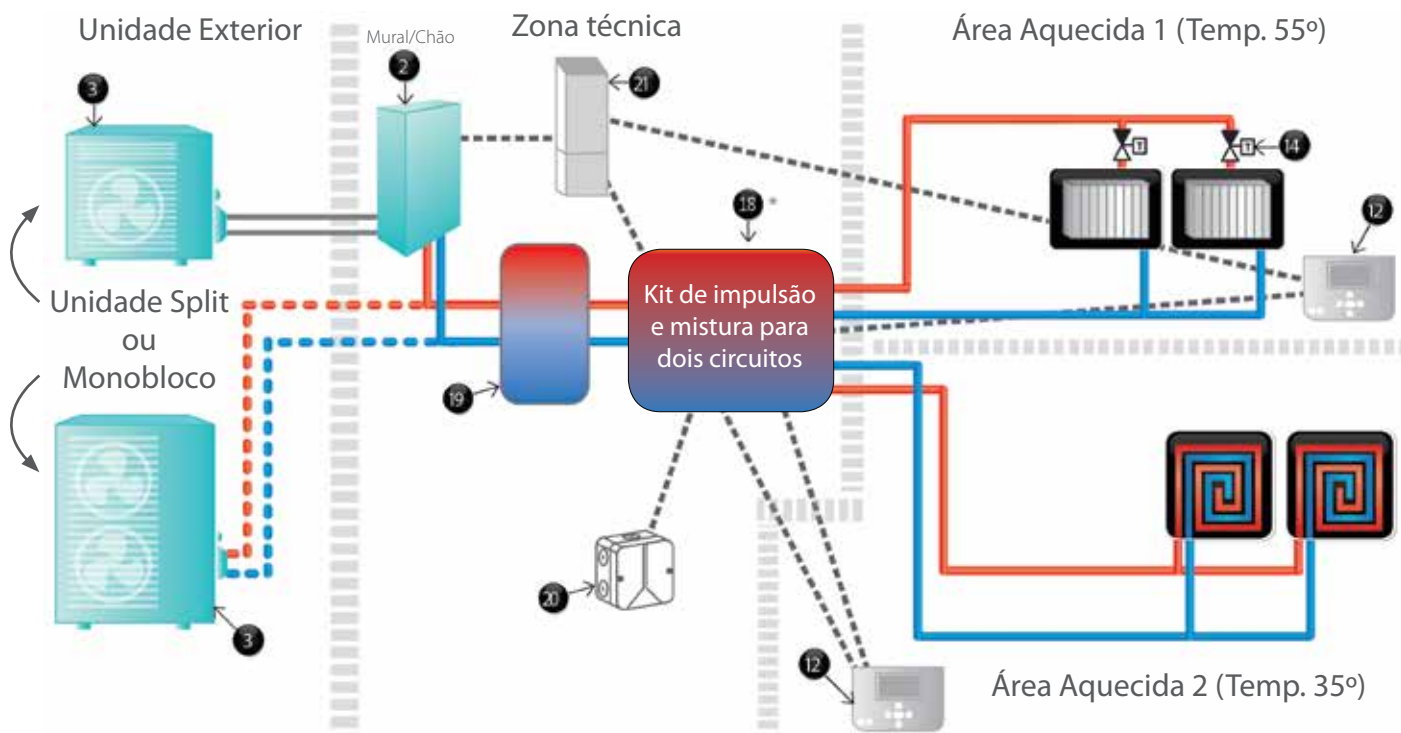 Unidade Exterior
Mural/Chão
Zona técnica
Área Aquecida 1 (Temp. 55º)
3
2
21
14
18 *
12
Kit de impulsão
e mistura para
dois circuitos
Unidade Split
ou
Monobloco
19
T
T
3
20
12
Área Aquecida 2 (Temp. 35º)